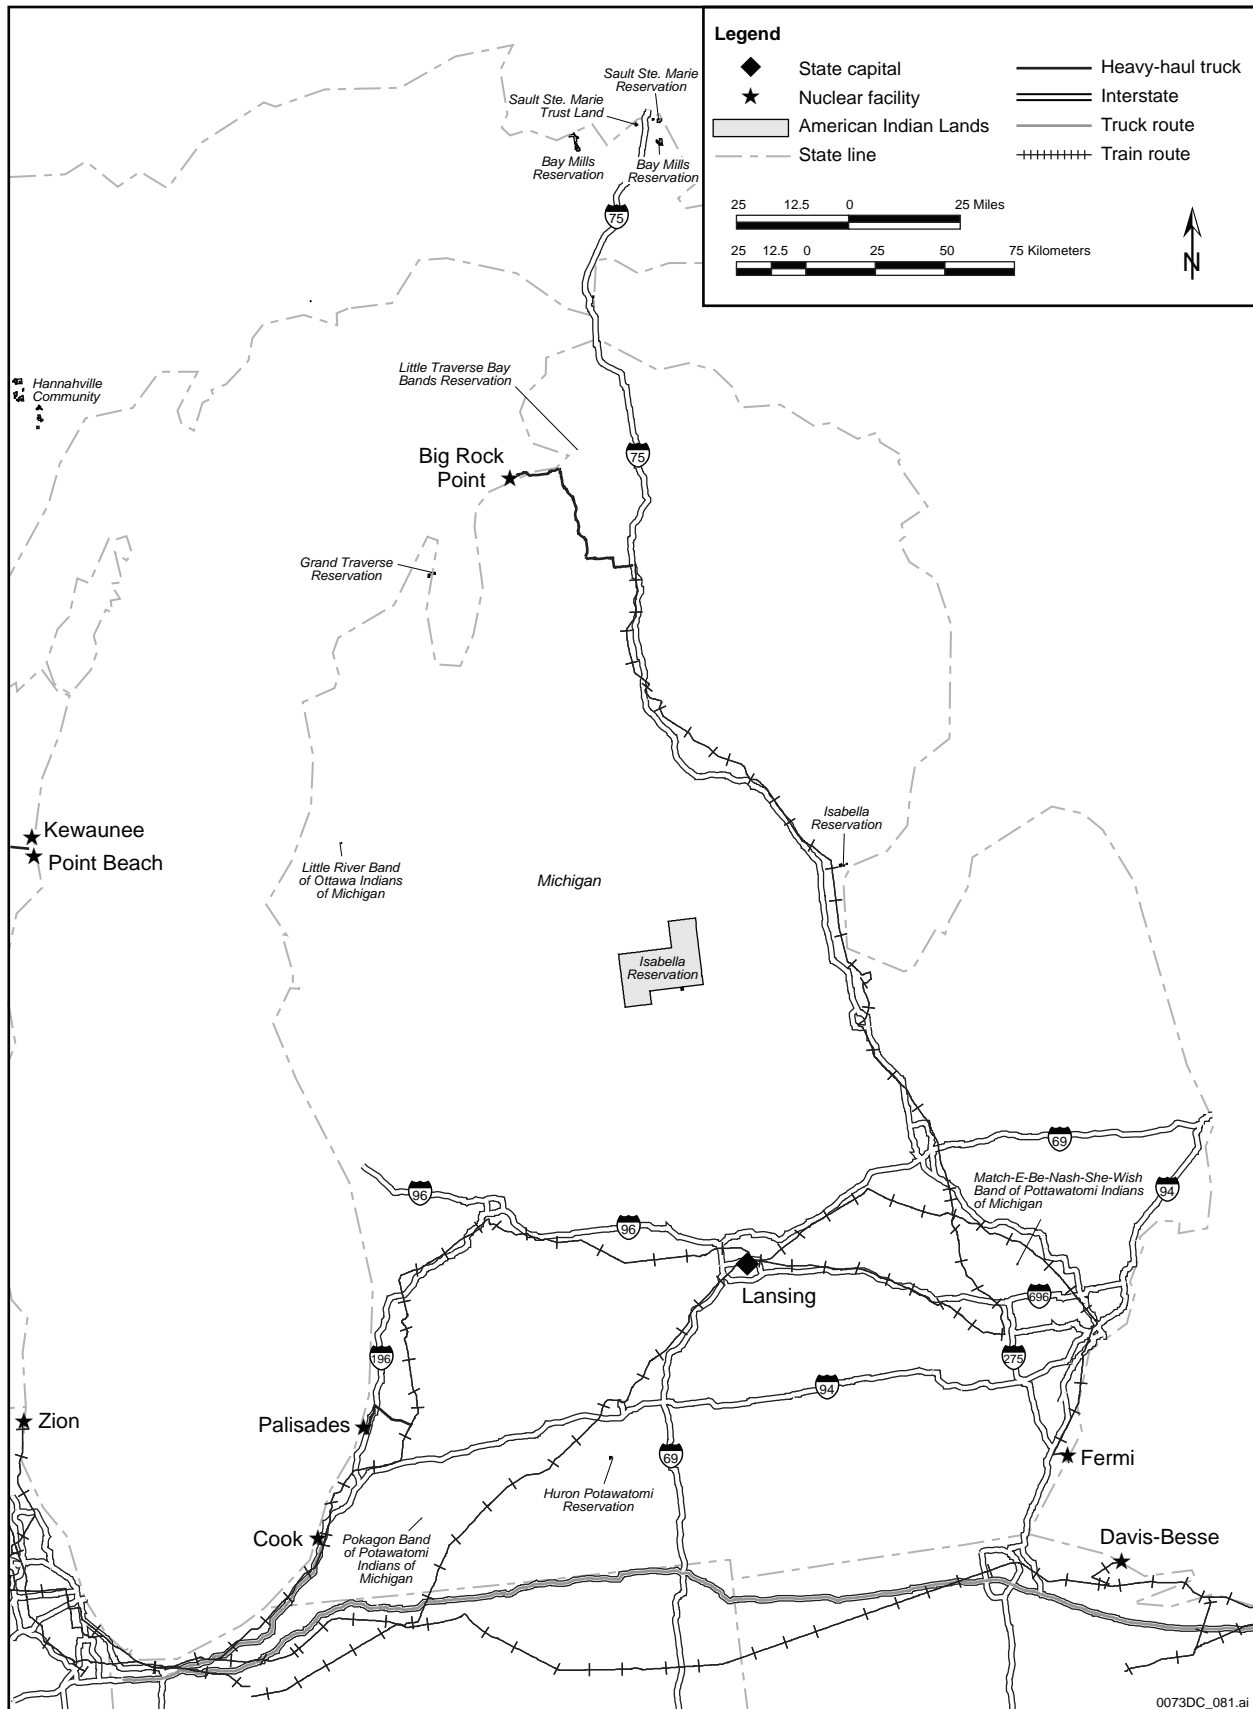 Legend
State capital
Nuclear facility
American Indian Lands
State line
Heavy-haul truck
Interstate
Truck route
Train route
25 12.5 0 25 Miles
25 12.5 0 25 50 75 Kilometers
N
Sault Ste. Marie
Reservation
Sault Ste. Marie
Trust Land
Bay Mills
Reservation
Bay Mills
Reservation
75
Little Traverse Bay
Bands Reservation
Hannahville
Community
75
Big Rock
Point
Grand Traverse
Reservation
Isabella
Reservation
Kewaunee
Point Beach
Little River Band
of Ottawa Indians
of Michigan
Michigan
Isabella
Reservation
69
Match-E-Be-Nash-She-Wish
Band of Pottawatomi Indians
of Michigan
94
96
96
Lansing
696
196
275
94
Zion
Palisades
69
Fermi
Huron Potawatomi
Reservation
Cook
Pokagon Band
of Potawatomi
Indians of
Michigan
Davis-Besse
0073DC_081.ai